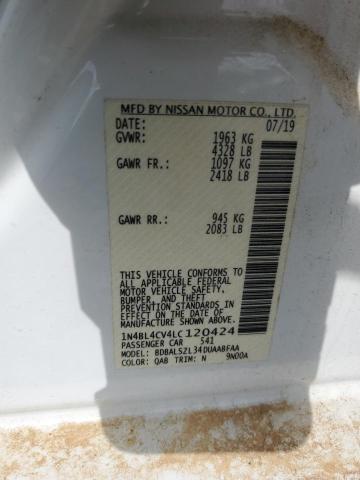 MFD BY NISSAN MOTOR CO., LTD.
DATE: 07/19
GVWR: 1963 KG
4328 LB
GAWR FR.: 1097 KG
2418 LB
GAWR RR.: 945 KG
2083 LB
THIS VEHICLE CONFORMS TO
ALL APPLICABLE FEDERAL
MOTOR VEHICLE SAFETY,
BUMPER, AND THEFT
PREVENTION STANDARDS IN
EFFECT ON THE DATE OF
MANUFACTURE SHOWN ABOVE.
1N4BL4CV4LC120424
PASSENGER CAR 541
MODEL: BDBALSZL34DUAABFAA
COLOR: QAB TRIM: N 9N00A